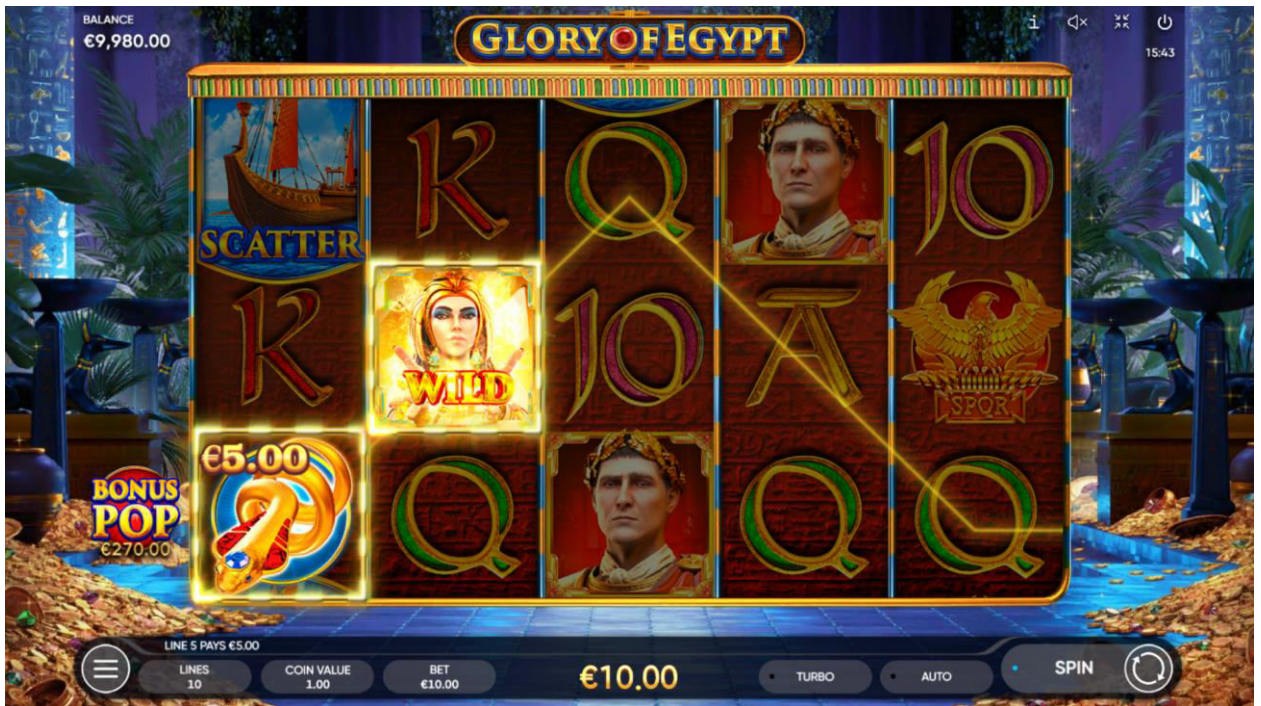 BALANCE
€9,980.00
GLORY OF EGYPT
i
15:43
K
Q
10
SCATTER
K
WILD
10
A
SPQR
€5.00
BONUS
POP
€270.00
Q
Q
Q
LINE 5 PAYS €5.00
LINES
10
COIN VALUE
1.00
BET
€10.00
€10.00
TURBO
AUTO
SPIN